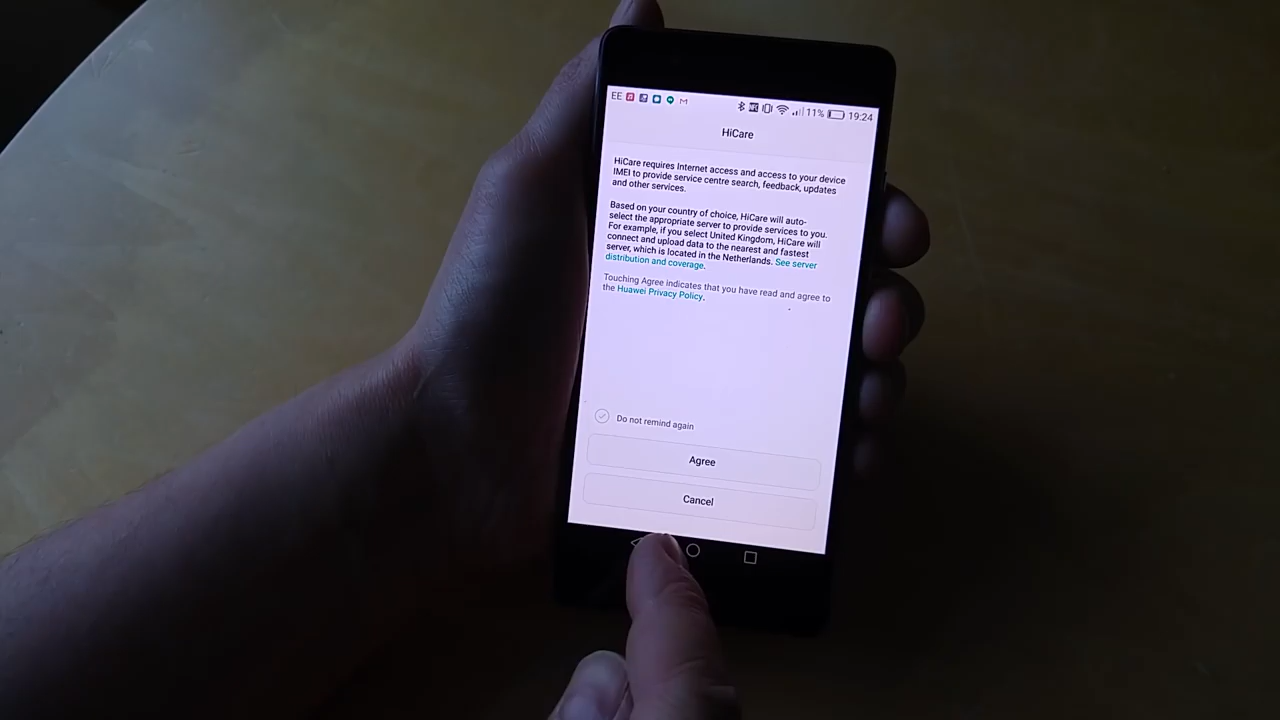 EE 11% 19:24
HiCare
HiCare requires Internet access and access to your device
IMEI to provide service centre search, feedback, updates
and other services.
Based on your country of choice, HiCare will auto-
select the appropriate server to provide services to you.
For example, if you select United Kingdom, HiCare will
connect and upload data to the nearest and fastest
server, which is located in the Netherlands. See server
distribution and coverage.
Touching Agree indicates that you have read and agree to
the Huawei Privacy Policy.
Do not remind again
Agree
Cancel